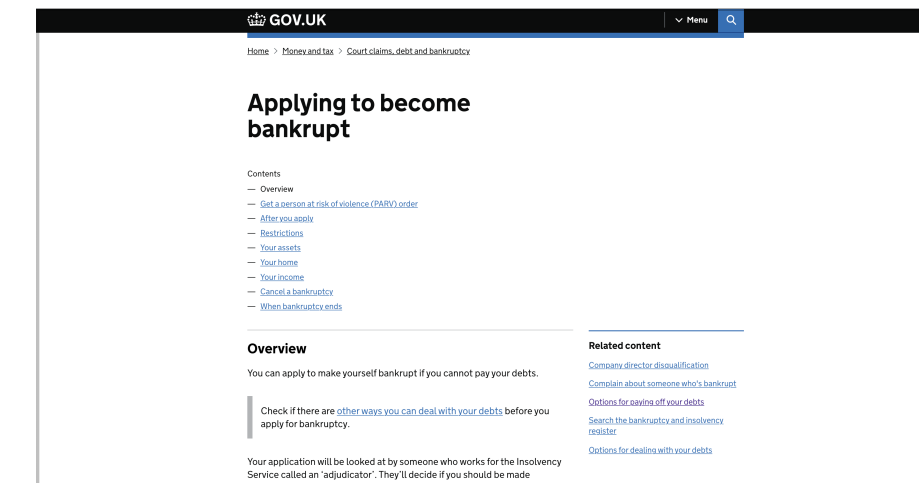 GOV.UK
Menu
Home > Money and tax > Court claims, debt and bankruptcy
Applying to become
bankrupt
Contents
— Overview
— Get a person at risk of violence (PARV) order
— After you apply
— Restrictions
— Your assets
— Your home
— Your income
— Cancel a bankruptcy
— When bankruptcy ends
Overview
You can apply to make yourself bankrupt if you cannot pay your debts.
Check if there are other ways you can deal with your debts before you
apply for bankruptcy.
Your application will be looked at by someone who works for the Insolvency
Service called an ‘adjudicator’. They’ll decide if you should be made
Related content
Company director disqualification
Complain about someone who's bankrupt
Options for paying off your debts
Search the bankruptcy and insolvency
register
Options for dealing with your debts